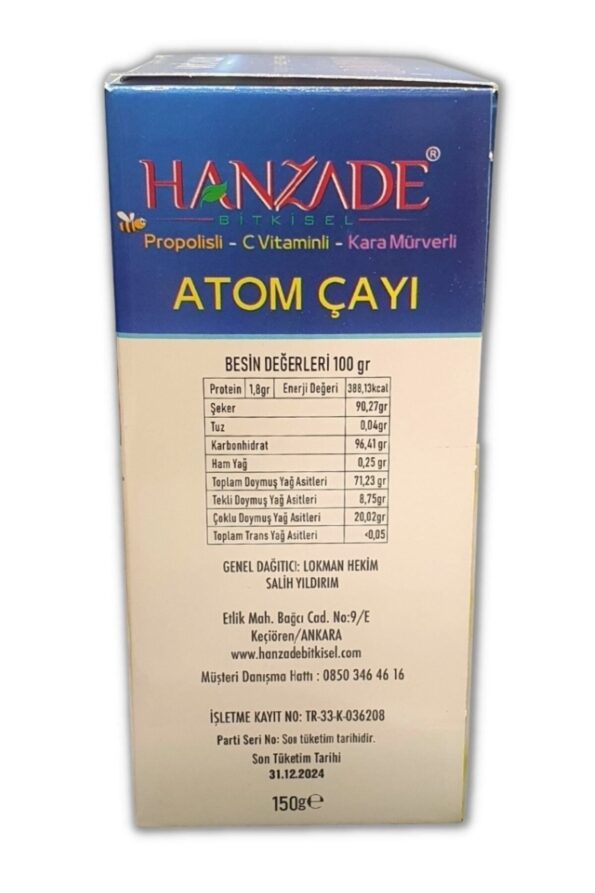 HANZADE®
BİTKİSEL
Propolisli - C Vitaminli - Kara Mürverli
ATOM ÇAYI
BESİN DEĞERLERİ 100 gr
Protein 1,8gr Enerji Değeri 388,13kcal
Şeker 90,27gr
Tuz 0,04gr
Karbonhidrat 96,41 gr
Ham Yağ 0,25 gr
Toplam Doymuş Yağ Asitleri 71,23 gr
Tekli Doymuş Yağ Asitleri 8,75gr
Çoklu Doymuş Yağ Asitleri 20,02gr
Toplam Trans Yağ Asitleri <0,05
GENEL DAĞITICI: LOKMAN HEKİM
SALİH YILDIRIM
Etlik Mah. Bağcı Cad. No:9/E
Keçiören/ANKARA
www.hanzadebitkisel.com
Müşteri Danışma Hattı : 0850 346 46 16
İŞLETME KAYIT NO: TR-33-K-036208
Parti Seri No: Son tüketim tarihidir.
Son Tüketim Tarihi
31.12.2024
150g℮